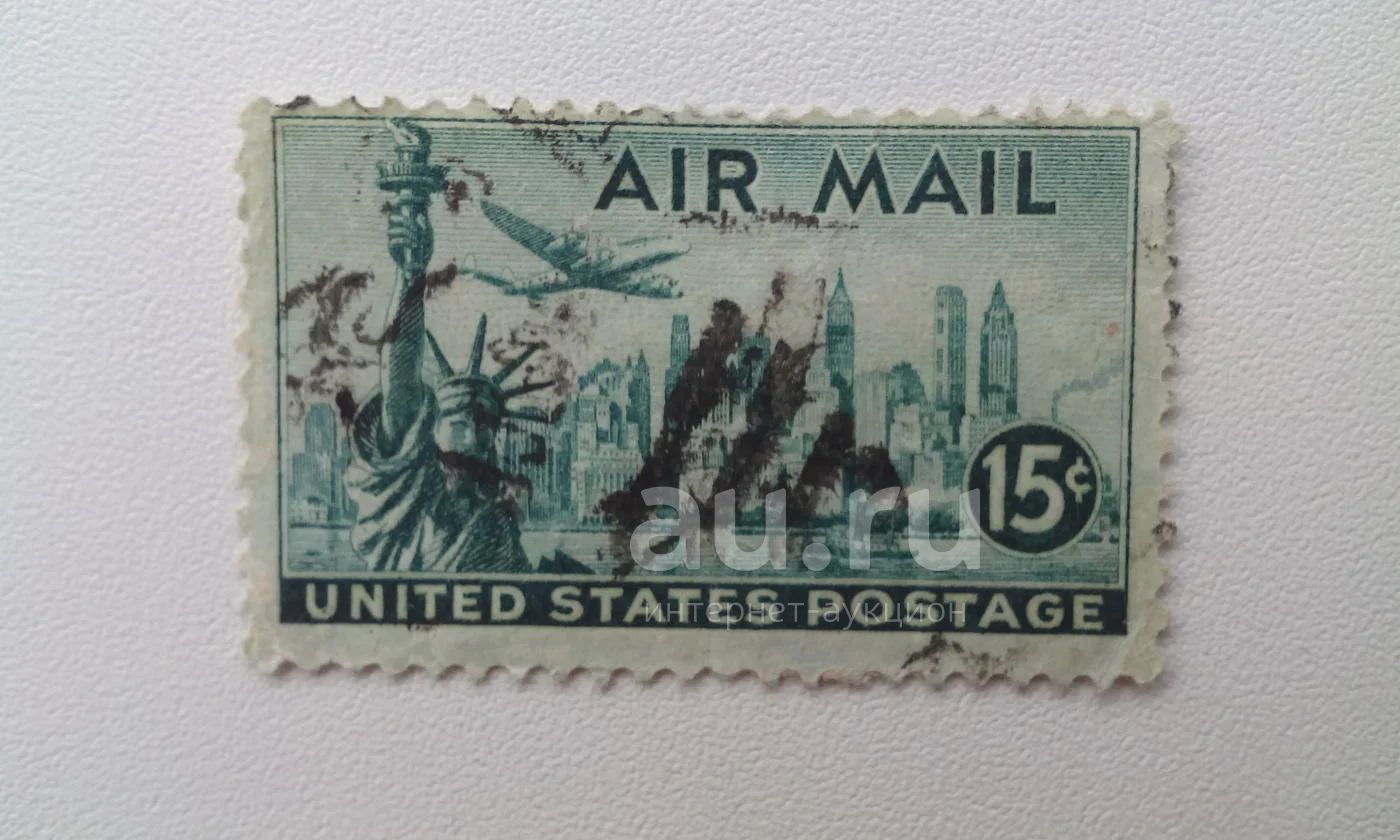 AIR MAIL
15¢
au.ru
UNITED STATES POSTAGE
интернет-аукцион